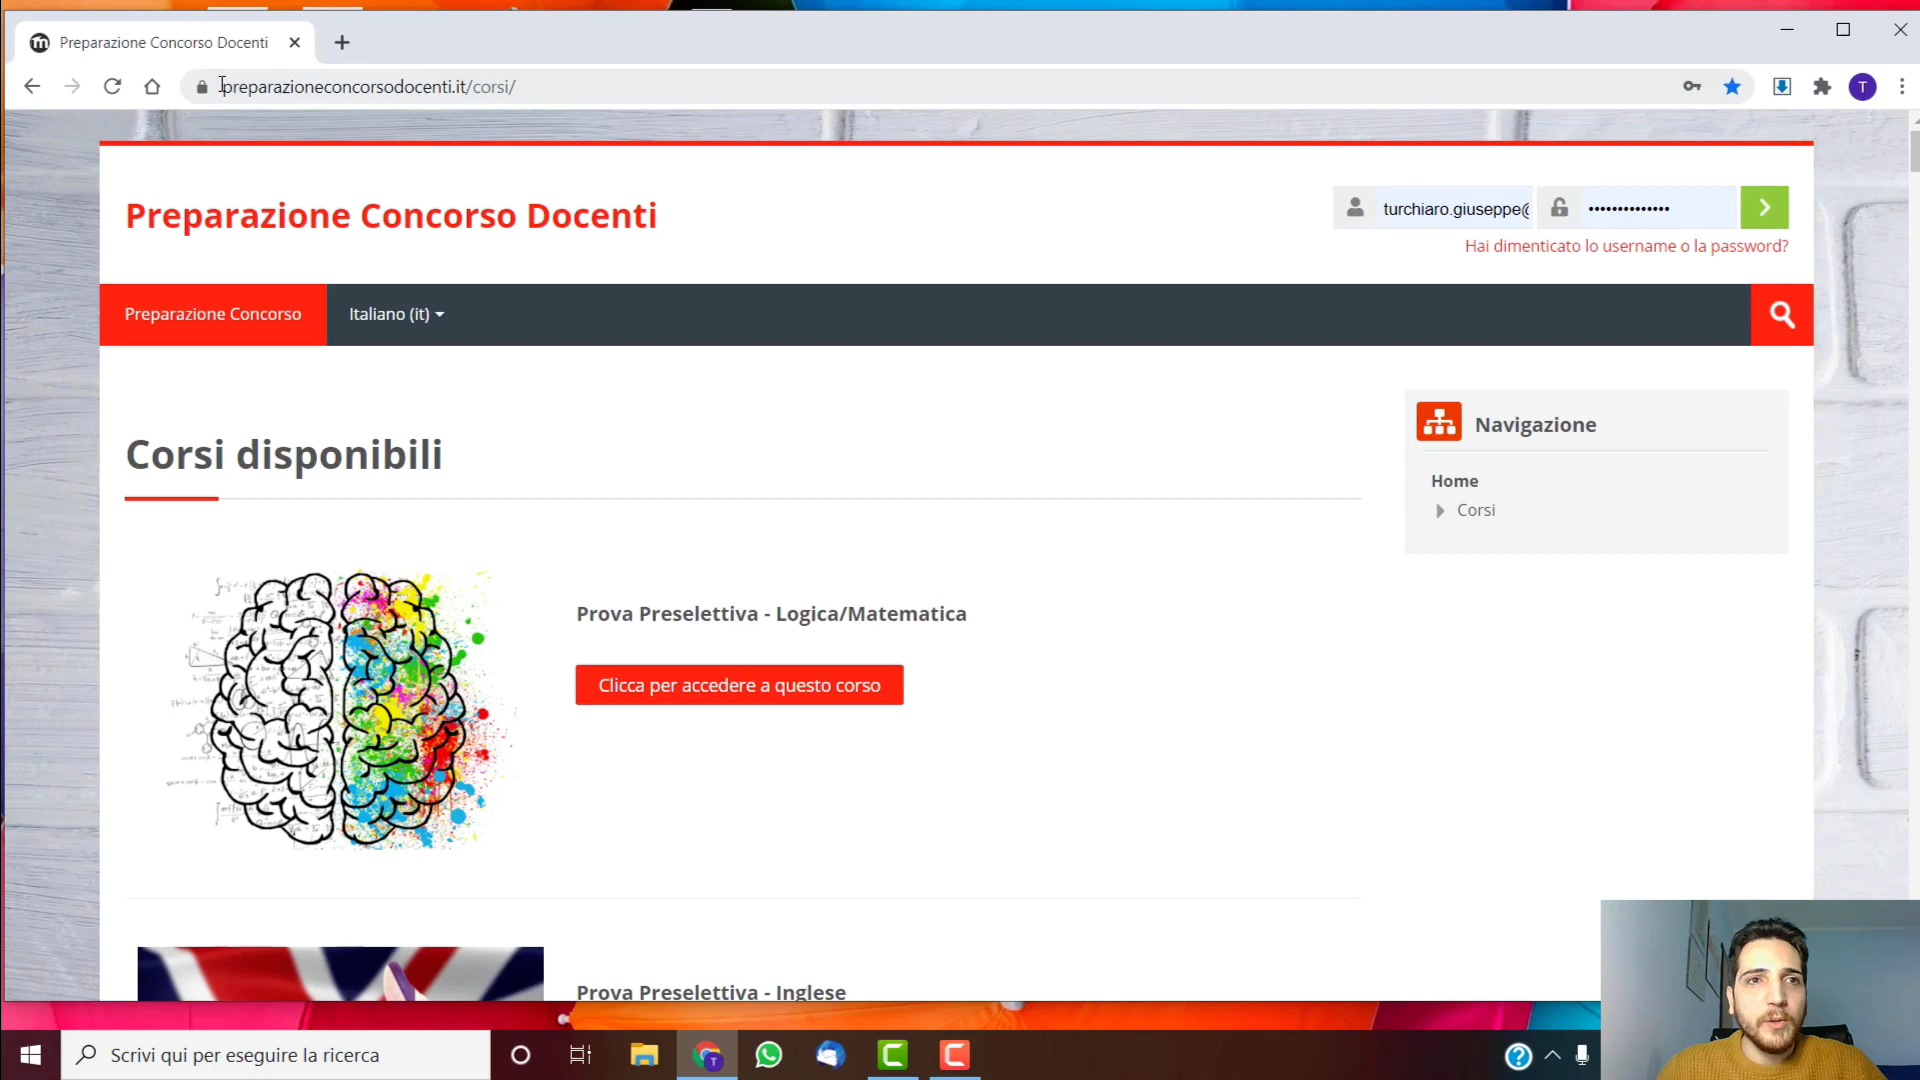 Preparazione Concorso Docenti
preparazioneconcorsodocenti.it/corsi/
T
Preparazione Concorso Docenti
turchiaro.giuseppe@
••••••••••••••
Hai dimenticato lo username o la password?
Preparazione Concorso
Italiano (it)
Corsi disponibili
Navigazione
Home
Corsi
Prova Preselettiva - Logica/Matematica
Clicca per accedere a questo corso
Prova Preselettiva - Inglese
Scrivi qui per eseguire la ricerca